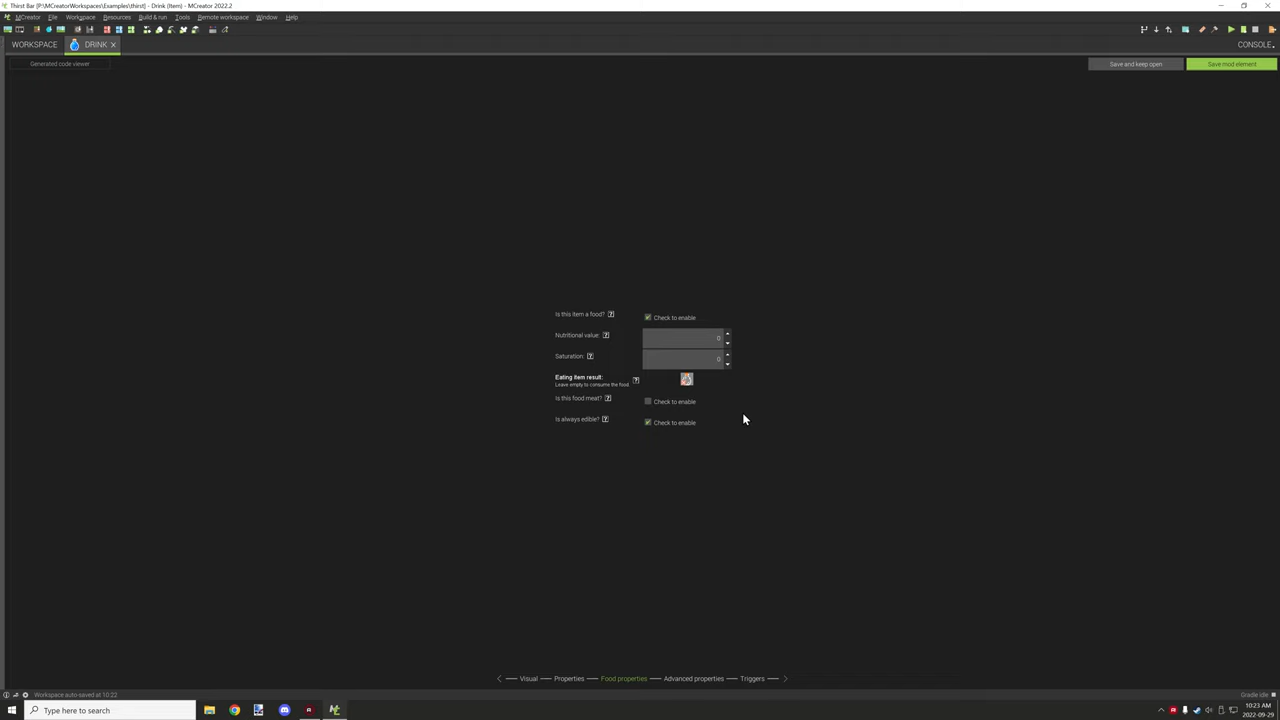 Thirst Bar [P:\MCreatorWorkspaces\Examples\thirst] - Drink (Item) - MCreator 2022.2
MCreator File Workspace Resources Build & run Tools Remote workspace Window Help
WORKSPACE DRINK CONSOLE
Generated code viewer Save and keep open Save mod element
Is this item a food? ? Check to enable
Nutritional value: ? 0
Saturation: ? 0
Eating item result: ?
Leave empty to consume the food.
Is this food meat? ? Check to enable
Is always edible? ? Check to enable
Visual Properties Food properties Advanced properties Triggers
Workspace auto-saved at 10:22 Gradle idle
Type here to search 10:23 AM
2022-09-29